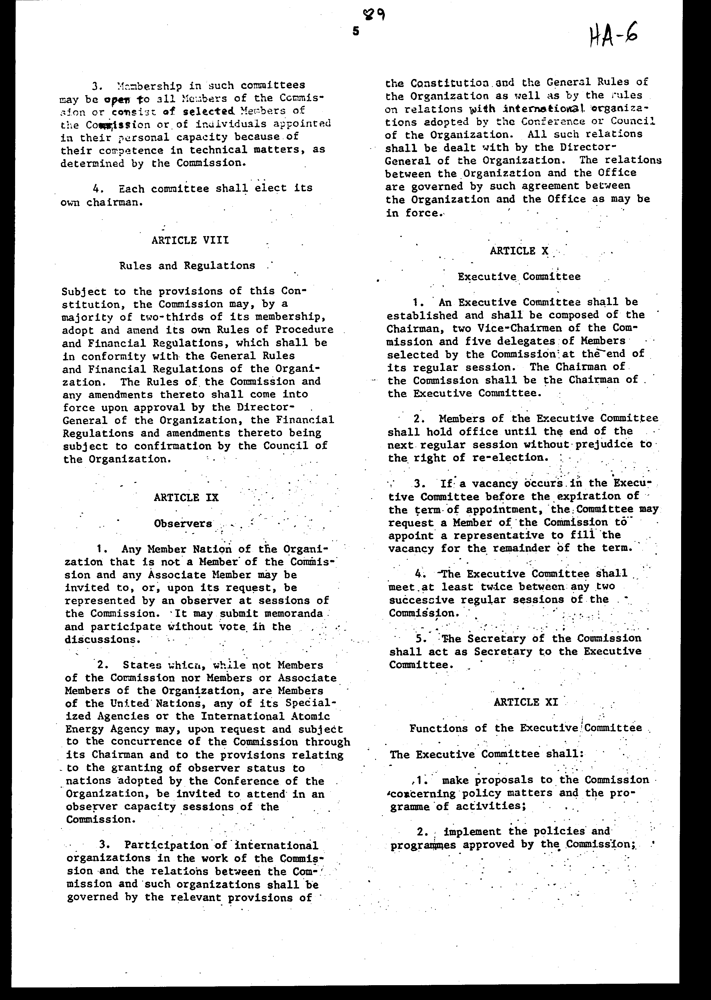 89
5
HA-6
3. Membership in such committees
may be open to all Members of the Commis-
sion or consist of selected Members of
the Commission or of individuals appointed
in their personal capacity because of
their competence in technical matters, as
determined by the Commission.
4. Each committee shall elect its
own chairman.
ARTICLE VIII
Rules and Regulations
Subject to the provisions of this Con-
stitution, the Commission may, by a
majority of two-thirds of its membership,
adopt and amend its own Rules of Procedure
and Financial Regulations, which shall be
in conformity with the General Rules
and Financial Regulations of the Organi-
zation. The Rules of the Commission and
any amendments thereto shall come into
force upon approval by the Director-
General of the Organization, the Financial
Regulations and amendments thereto being
subject to confirmation by the Council of
the Organization.
ARTICLE IX
Observers
1. Any Member Nation of the Organi-
zation that is not a Member of the Commis-
sion and any Associate Member may be
invited to, or, upon its request, be
represented by an observer at sessions of
the Commission. It may submit memoranda
and participate without vote in the
discussions.
2. States which, while not Members
of the Commission nor Members or Associate
Members of the Organization, are Members
of the United Nations, any of its Special-
ized Agencies or the International Atomic
Energy Agency may, upon request and subject
to the concurrence of the Commission through
its Chairman and to the provisions relating
to the granting of observer status to
nations adopted by the Conference of the
Organization, be invited to attend in an
observer capacity sessions of the
Commission.
3. Participation of international
organizations in the work of the Commis-
sion and the relations between the Com-
mission and such organizations shall be
governed by the relevant provisions of
the Constitution and the General Rules of
the Organization as well as by the rules
on relations with international organiza-
tions adopted by the Conference or Council
of the Organization. All such relations
shall be dealt with by the Director-
General of the Organization. The relations
between the Organization and the Office
are governed by such agreement between
the Organization and the Office as may be
in force.
ARTICLE X
Executive Committee
1. An Executive Committee shall be
established and shall be composed of the
Chairman, two Vice-Chairmen of the Com-
mission and five delegates of Members
selected by the Commission at the end of
its regular session. The Chairman of
the Commission shall be the Chairman of
the Executive Committee.
2. Members of the Executive Committee
shall hold office until the end of the
next regular session without prejudice to
the right of re-election.
3. If a vacancy occurs in the Execu-
tive Committee before the expiration of
the term of appointment, the Committee may
request a Member of the Commission to
appoint a representative to fill the
vacancy for the remainder of the term.
4. The Executive Committee shall
meet at least twice between any two
successive regular sessions of the
Commission.
5. The Secretary of the Commission
shall act as Secretary to the Executive
Committee.
ARTICLE XI
Functions of the Executive Committee
The Executive Committee shall:
1. make proposals to the Commission
concerning policy matters and the pro-
gramme of activities;
2. implement the policies and
programmes approved by the Commission;